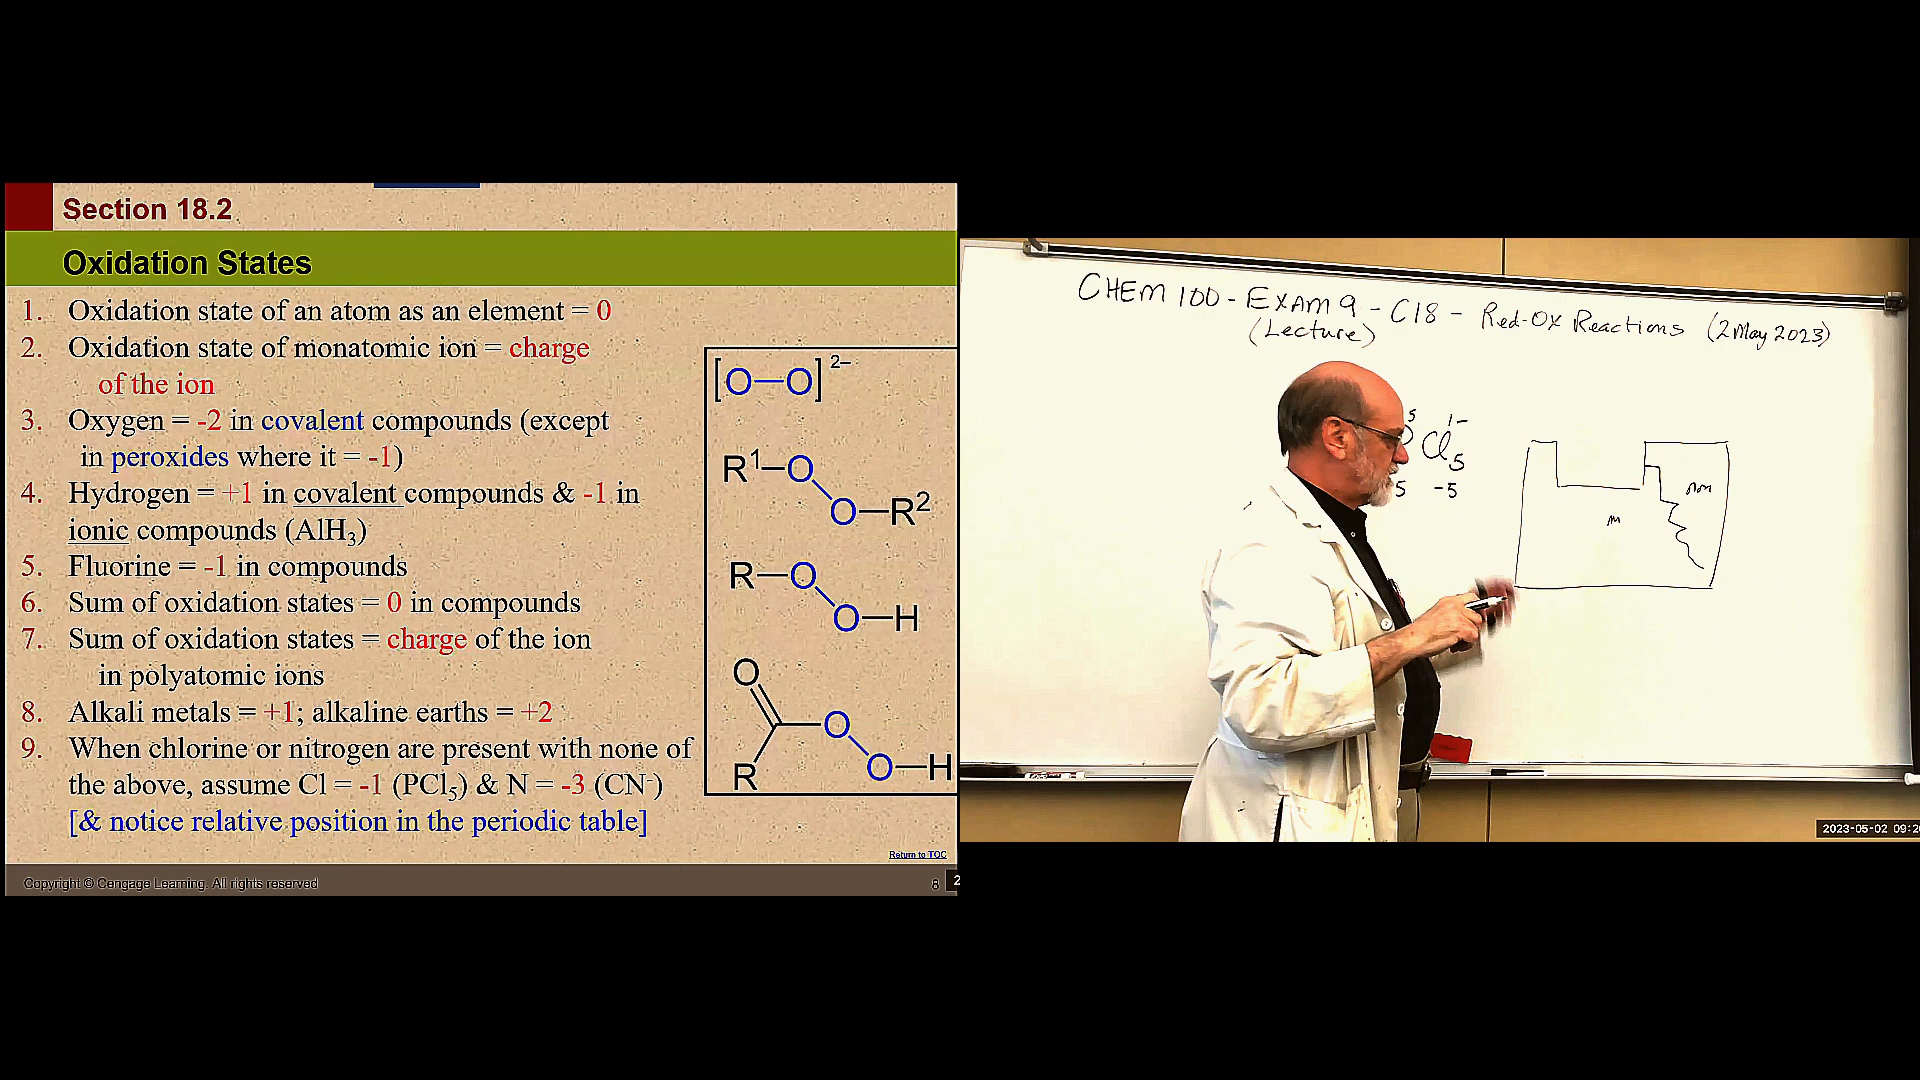 Section 18.2
Oxidation States
1. Oxidation state of an atom as an element = 0
2. Oxidation state of monatomic ion = charge
of the ion
3. Oxygen = -2 in covalent compounds (except
in peroxides where it = -1)
4. Hydrogen = +1 in covalent compounds & -1 in
ionic compounds (AlH₃)
5. Fluorine = -1 in compounds
6. Sum of oxidation states = 0 in compounds
7. Sum of oxidation states = charge of the ion
in polyatomic ions
8. Alkali metals = +1; alkaline earths = +2
9. When chlorine or nitrogen are present with none of
the above, assume Cl = -1 (PCl₅) & N = -3 (CN⁻)
[& notice relative position in the periodic table]
[O—O]²⁻
R¹—O
O—R²
R—O
O—H
O
O
R
O—H
Return to TOC
Copyright © Cengage Learning. All rights reserved
8
2
CHEM 100 - EXAM 9 - C18 - Red-Ox Reactions (2 May 2023)
(Lecture)
5 1-
Cl₅
5 -5
nm
m
2023-05-02 09:2